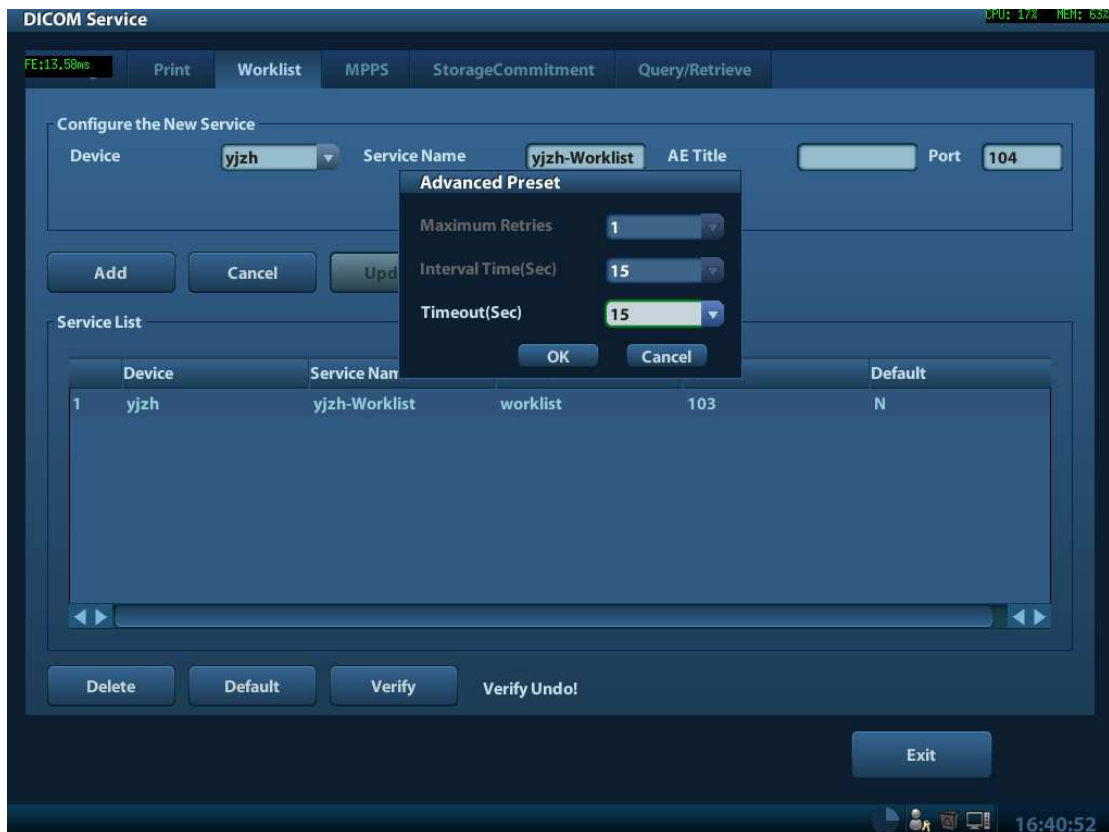 DICOM Service
CPU: 17% MEM: 63%
FE:13.58ms
Print Worklist MPPS StorageCommitment Query/Retrieve
Configure the New Service
Device yjzh Service Name yjzh-Worklist AE Title Port 104
Advanced Preset
Maximum Retries 1
Interval Time(Sec) 15
Timeout(Sec) 15
OK Cancel
Add Cancel Upd
Service List
Device Service Nam Default
1 yjzh yjzh-Worklist worklist 103 N
Delete Default Verify Verify Undo!
Exit
16:40:52